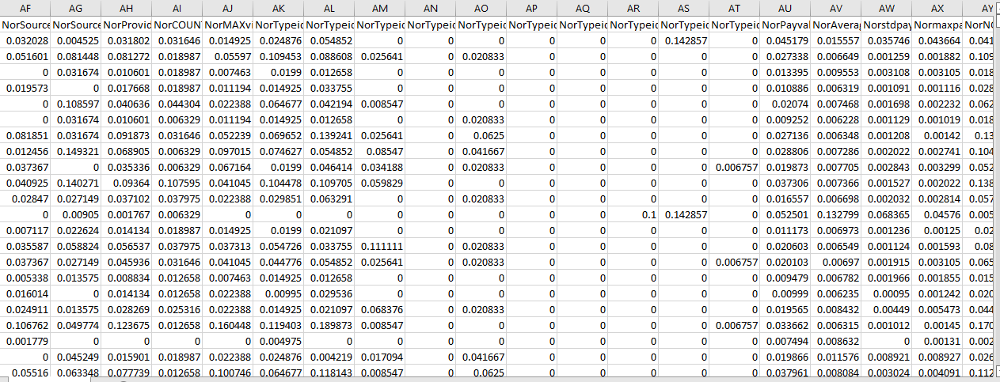 AF AG AH AI AJ AK AL AM AN AO AP AQ AR AS AT AU AV AW AX AY
NorSource NorSource NorProvid NorCOUNT NorMAXvi NorTypeic NorTypeic NorTypeic NorTypeic NorTypeic NorTypeic NorTypeic NorTypeic NorTypeic NorTypeic NorPayval NorAverag Norstdpay Normaxpa NorNC
0.032028 0.004525 0.031802 0.031646 0.014925 0.024876 0.054852 0 0 0 0 0 0 0.142857 0 0.045179 0.015557 0.035746 0.043664 0.041
0.051601 0.081448 0.081272 0.018987 0.05597 0.109453 0.088608 0.025641 0 0.020833 0 0 0 0 0 0.027338 0.006649 0.001259 0.001882 0.109
0 0.031674 0.010601 0.018987 0.007463 0.0199 0.012658 0 0 0 0 0 0 0 0 0.013395 0.009553 0.003108 0.003105 0.018
0.019573 0 0.017668 0.018987 0.011194 0.014925 0.033755 0 0 0 0 0 0 0 0 0.010886 0.006319 0.001091 0.001116 0.028
0 0.108597 0.040636 0.044304 0.022388 0.064677 0.042194 0.008547 0 0 0 0 0 0 0 0.02074 0.007468 0.001698 0.002232 0.062
0 0.031674 0.010601 0.006329 0.011194 0.014925 0.012658 0 0 0.020833 0 0 0 0 0 0.009252 0.006228 0.001129 0.001019 0.018
0.081851 0.031674 0.091873 0.031646 0.052239 0.069652 0.139241 0.025641 0 0.0625 0 0 0 0 0 0.027136 0.006348 0.001208 0.00142 0.13
0.012456 0.149321 0.068905 0.006329 0.097015 0.074627 0.054852 0.08547 0 0.041667 0 0 0 0 0 0.028806 0.007286 0.002022 0.002741 0.104
0.037367 0 0.035336 0.006329 0.067164 0.0199 0.046414 0.034188 0 0.020833 0 0 0 0 0.006757 0.019873 0.007705 0.002843 0.003299 0.052
0.040925 0.140271 0.09364 0.107595 0.041045 0.104478 0.109705 0.059829 0 0 0 0 0 0 0 0.037306 0.007366 0.001527 0.002022 0.138
0.02847 0.027149 0.037102 0.037975 0.022388 0.029851 0.063291 0 0 0.020833 0 0 0 0 0 0.016557 0.006698 0.002032 0.002814 0.057
0 0.00905 0.001767 0.006329 0 0 0 0 0 0 0 0 0.1 0.142857 0 0.052501 0.132799 0.068365 0.04576 0.005
0.007117 0.022624 0.014134 0.018987 0.014925 0.0199 0.021097 0 0 0 0 0 0 0 0 0.011173 0.006973 0.001236 0.00125 0.02
0.035587 0.058824 0.056537 0.037975 0.037313 0.054726 0.033755 0.111111 0 0.020833 0 0 0 0 0 0.020603 0.006549 0.001124 0.001593 0.08
0.037367 0.027149 0.045936 0.031646 0.041045 0.044776 0.054852 0.025641 0 0.020833 0 0 0 0 0.006757 0.020103 0.00697 0.001915 0.003105 0.065
0.005338 0.013575 0.008834 0.012658 0.007463 0.014925 0.012658 0 0 0 0 0 0 0 0 0.009479 0.006782 0.001966 0.001855 0.015
0.016014 0 0.014134 0.012658 0.022388 0.00995 0.029536 0 0 0 0 0 0 0 0 0.00999 0.006235 0.00095 0.001242 0.020
0.024911 0.013575 0.028269 0.025316 0.022388 0.014925 0.021097 0.068376 0 0.020833 0 0 0 0 0 0.019565 0.008432 0.00449 0.005473 0.044
0.106762 0.049774 0.123675 0.012658 0.160448 0.119403 0.189873 0.008547 0 0 0 0 0 0 0.006757 0.033662 0.006315 0.001012 0.00145 0.170
0.001779 0 0 0 0 0.004975 0 0 0 0 0 0 0 0 0 0.007494 0.008632 0 0.00131 0.002
0 0.045249 0.015901 0.018987 0.022388 0.024876 0.004219 0.017094 0 0.041667 0 0 0 0 0 0.019866 0.011576 0.008921 0.008927 0.026
0.05516 0.063348 0.077739 0.012658 0.100746 0.064677 0.118143 0.008547 0 0.0625 0 0 0 0 0 0.037961 0.008084 0.003024 0.004091 0.112